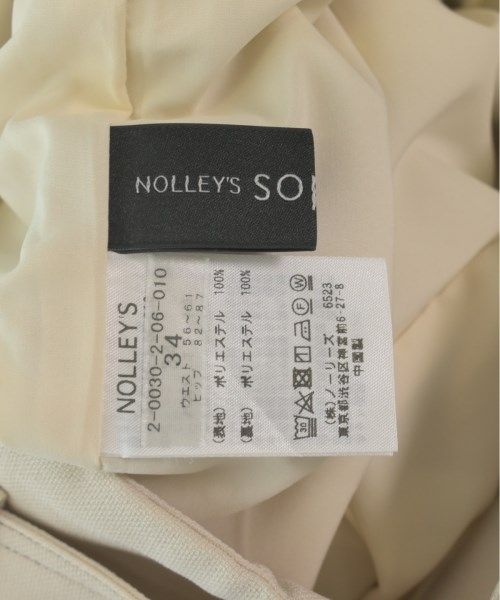 NOLLEY'S SO
NOLLEY'S
2-0030-2-06-010
34
ウエスト 56～61
ヒップ 82～87
(表地) ポリエステル 100%
(裏地) ポリエステル 100%
30
(株)ノーリーズ 6523
東京都渋谷区神宮前6-27-8
中国製